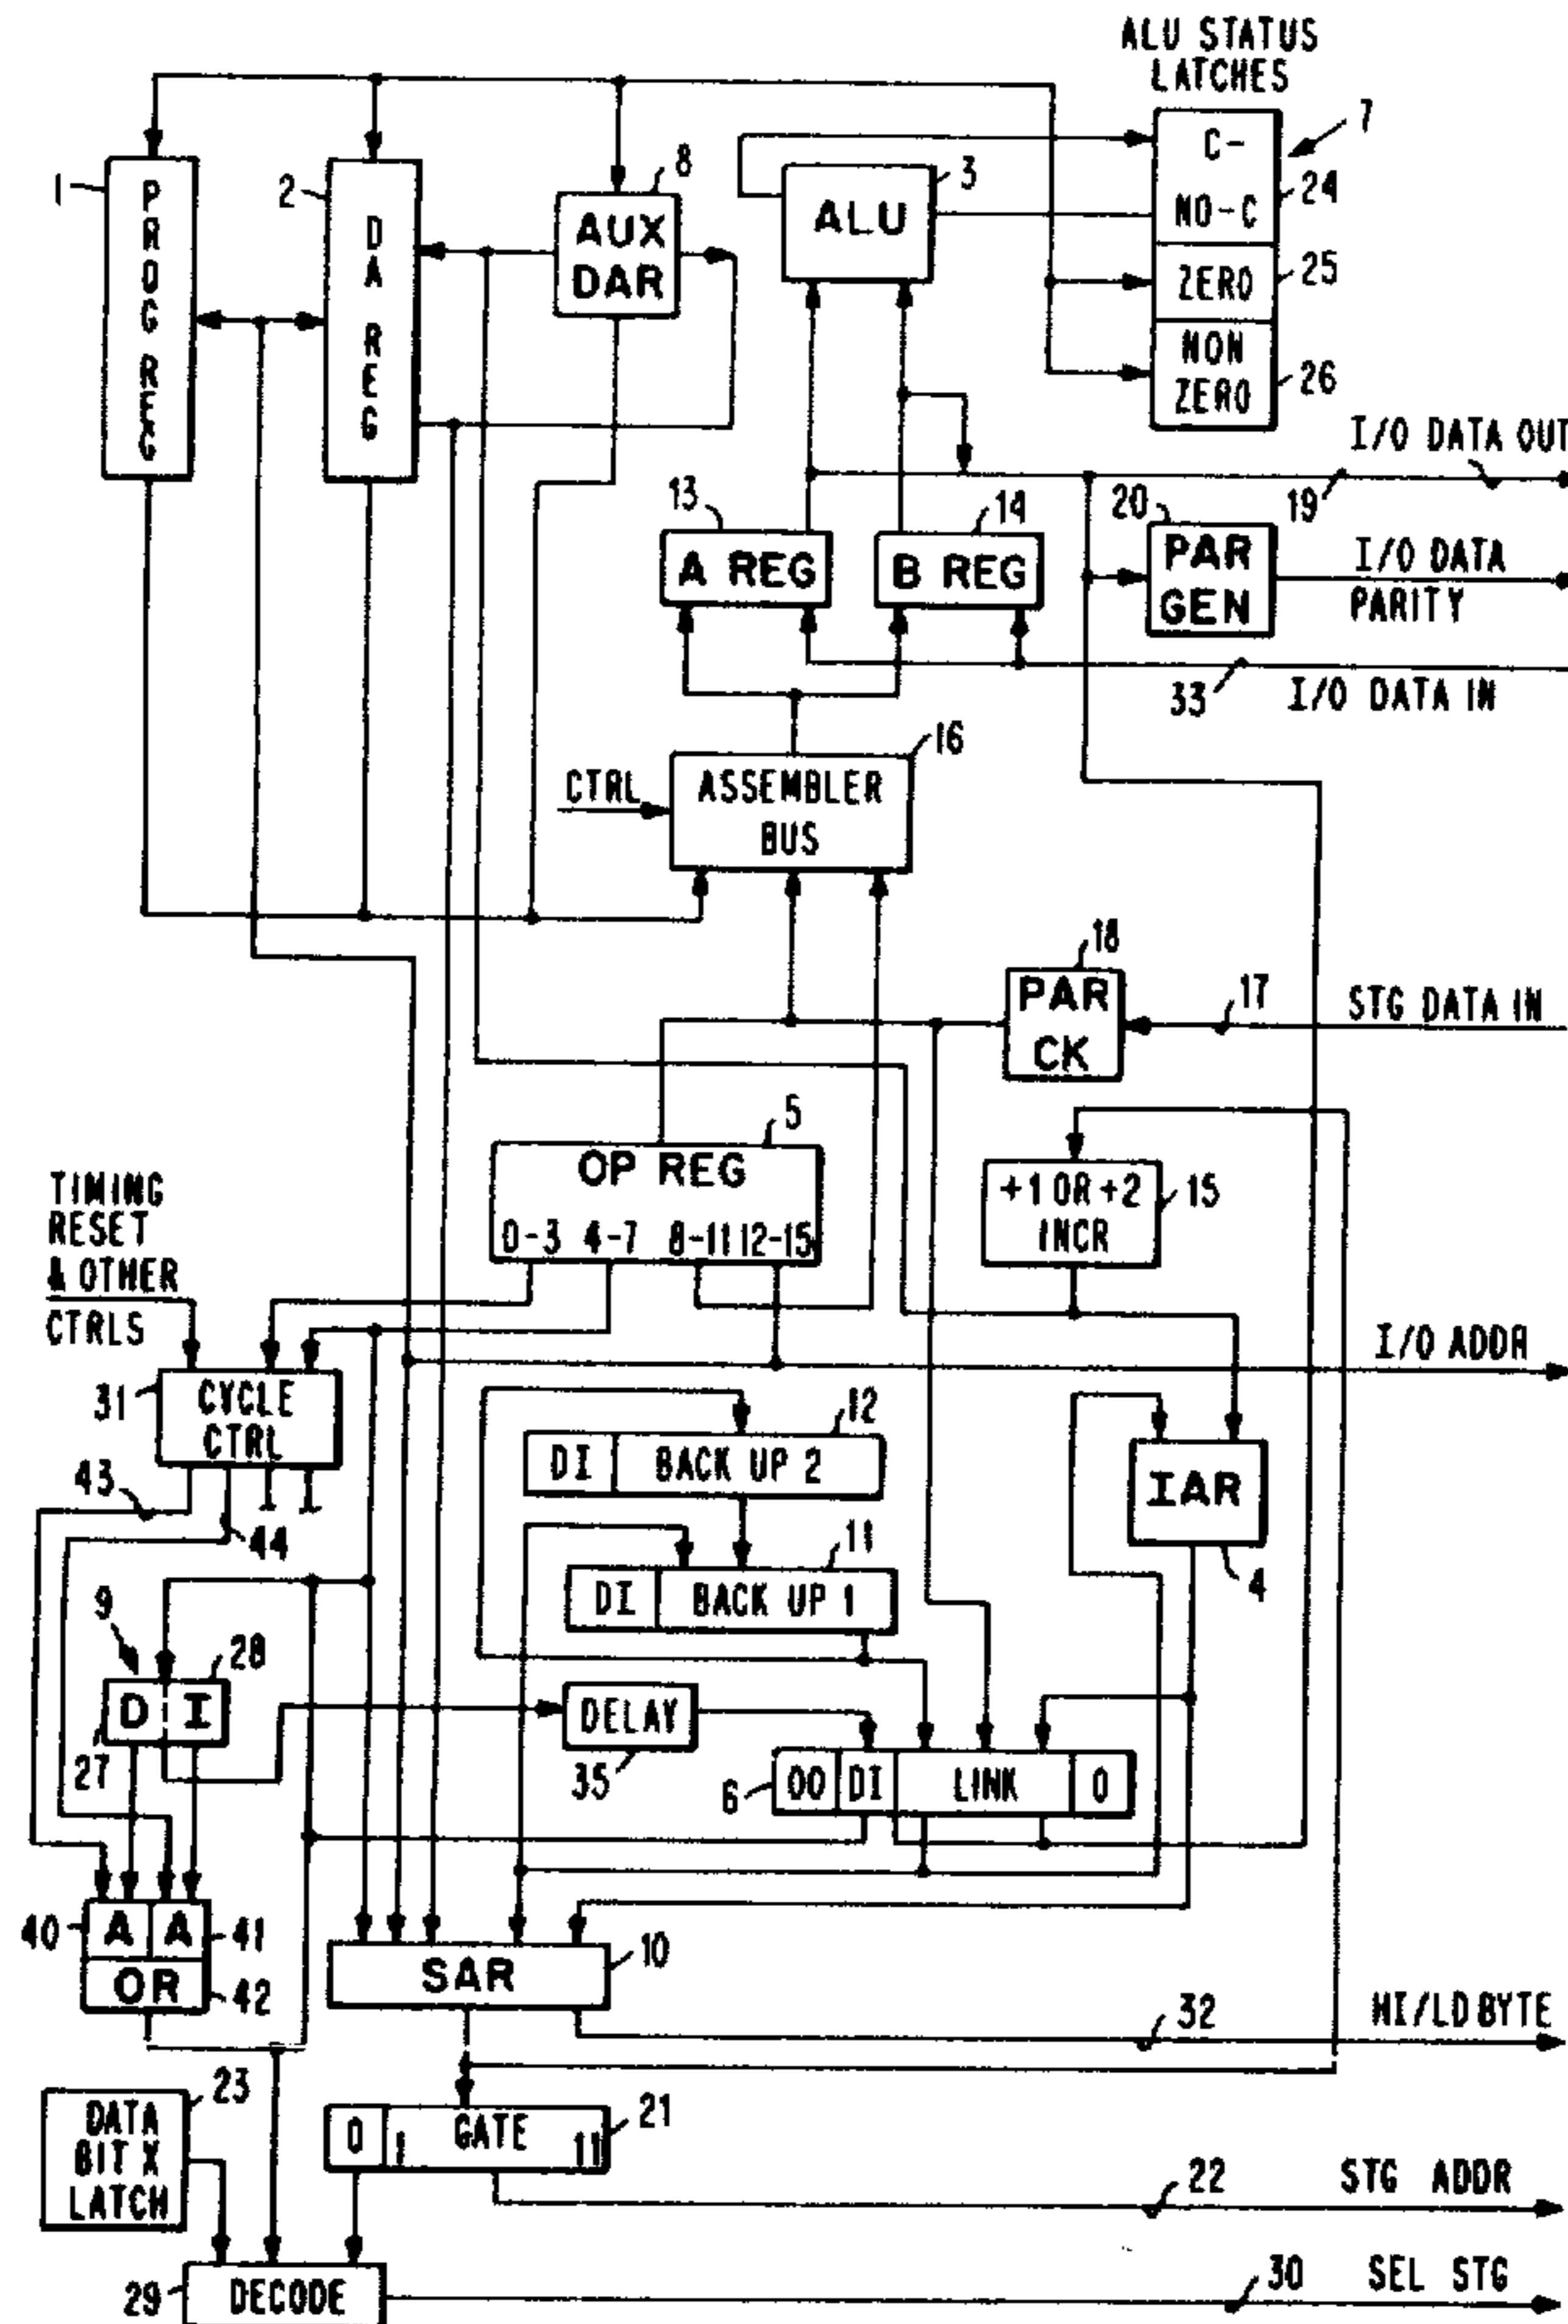 ALU STATUS
LATCHES
7
C-
NO-C
24
ZERO
25
NON
ZERO
26
1
PROG REG
2
DA REG
8
AUX
DAR
3
ALU
I/O DATA OUT
19
13
A REG
14
B REG
20
PAR
GEN
I/O DATA
PARITY
33
I/O DATA IN
16
CTRL
ASSEMBLER
BUS
18
PAR
CK
17
STG DATA IN
5
OP REG
0-3 4-7 8-11 12-15
+1 OR +2
INCR
15
TIMING
RESET
& OTHER
CTRLS
I/O ADDR
31
CYCLE
CTRL
12
DI BACK UP 2
43
44
11
DI BACK UP 1
IAR
4
9
28
D I
27
DELAY
35
6
00 DI LINK 0
40
A A
41
OR
42
SAR
10
32
HI/LO BYTE
23
DATA
BIT X
LATCH
0 1 GATE 11
21
22
STG ADDR
29
DECODE
30
SEL STG